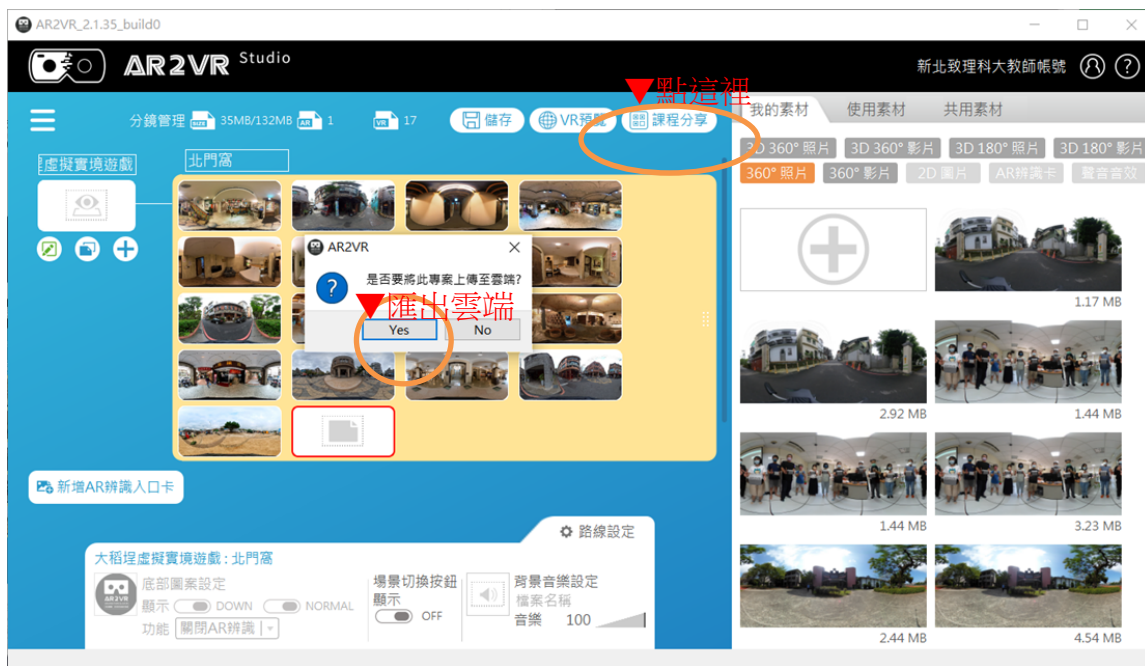 AR2VR_2.1.35_build0
AR2VR Studio
新北致理科大教師帳號
▼點這裡
分鏡管理 SIZE 35MB/132MB AR 1 VR 17
儲存
VR預覽
課程分享
我的素材 使用素材 共用素材
3D 360° 照片 3D 360° 影片 3D 180° 照片 3D 180° 影片
360° 照片 360° 影片 2D 圖片 AR辨識卡 聲音音效
虛擬實境遊戲
北門窩
AR2VR
是否要將此專案上傳至雲端?
▼匯出雲端
Yes No
1.17 MB
2.92 MB 1.44 MB
1.44 MB 3.23 MB
2.44 MB 4.54 MB
新增AR辨識入口卡
路線設定
大稻埕虛擬實境遊戲 : 北門窩
AR2VR
底部圖案設定
顯示 DOWN NORMAL
功能 關閉AR辨識
場景切換按鈕
顯示
OFF
背景音樂設定
檔案名稱
音樂 100